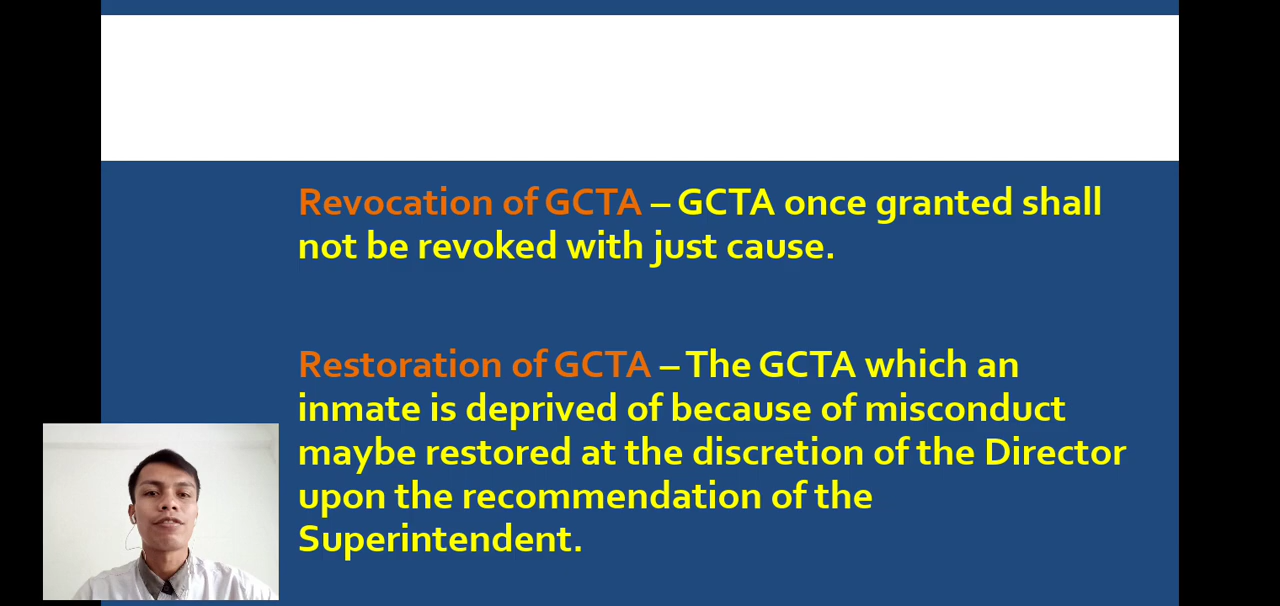 Revocation of GCTA – GCTA once granted shall
not be revoked with just cause.
Restoration of GCTA – The GCTA which an
inmate is deprived of because of misconduct
maybe restored at the discretion of the Director
upon the recommendation of the
Superintendent.